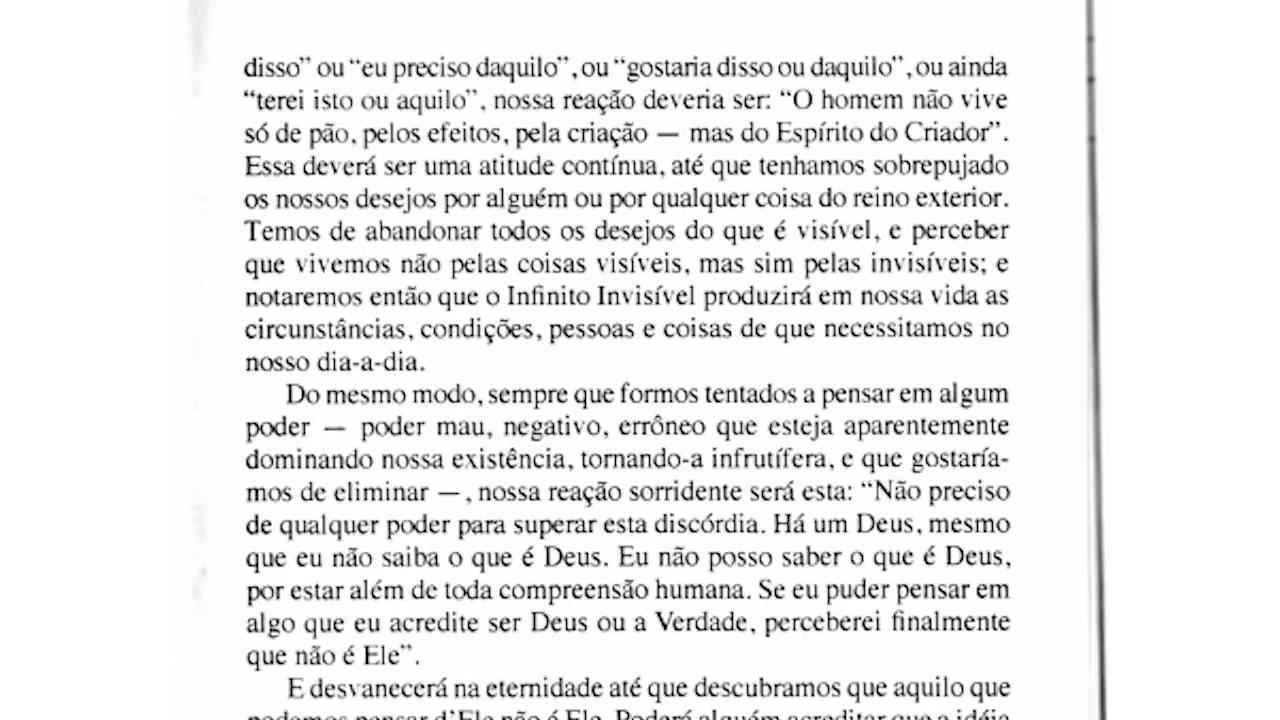 disso” ou “eu preciso daquilo”, ou “gostaria disso ou daquilo”, ou ainda
“terei isto ou aquilo”, nossa reação deveria ser: “O homem não vive
só de pão, pelos efeitos, pela criação — mas do Espírito do Criador”.
Essa deverá ser uma atitude contínua, até que tenhamos sobrepujado
os nossos desejos por alguém ou por qualquer coisa do reino exterior.
Temos de abandonar todos os desejos do que é visível, e perceber
que vivemos não pelas coisas visíveis, mas sim pelas invisíveis; e
notaremos então que o Infinito Invisível produzirá em nossa vida as
circunstâncias, condições, pessoas e coisas de que necessitamos no
nosso dia-a-dia.
Do mesmo modo, sempre que formos tentados a pensar em algum
poder — poder mau, negativo, errôneo que esteja aparentemente
dominando nossa existência, tornando-a infrutífera, e que gostaría-
mos de eliminar —, nossa reação sorridente será esta: “Não preciso
de qualquer poder para superar esta discórdia. Há um Deus, mesmo
que eu não saiba o que é Deus. Eu não posso saber o que é Deus,
por estar além de toda compreensão humana. Se eu puder pensar em
algo que eu acredite ser Deus ou a Verdade, perceberei finalmente
que não é Ele”.
E desvanecerá na eternidade até que descubramos que aquilo que
podemos pensar d’Ele não é Ele. Poderá alguém acreditar que a idéia